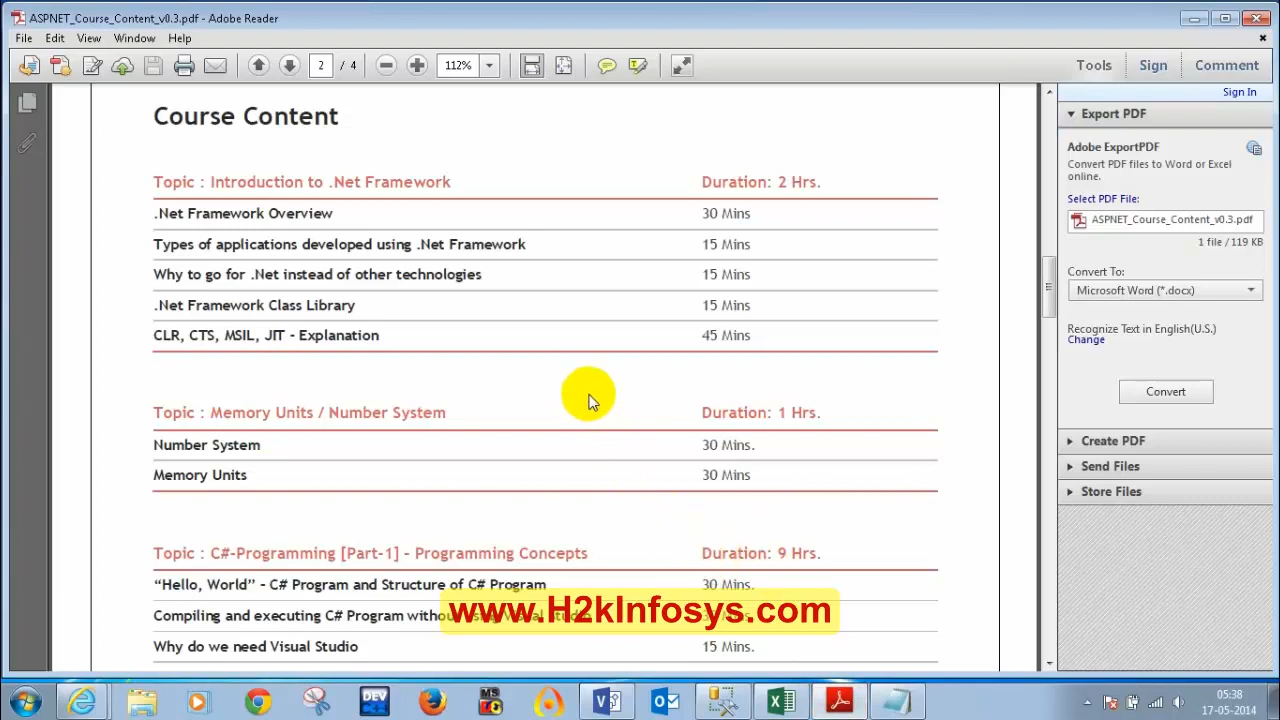 ASPNET_Course_Content_v0.3.pdf - Adobe Reader
File Edit View Window Help
2 / 4 112% Tools Sign Comment
Sign In
Course Content
Topic : Introduction to .Net Framework Duration: 2 Hrs.
.Net Framework Overview 30 Mins
Types of applications developed using .Net Framework 15 Mins
Why to go for .Net instead of other technologies 15 Mins
.Net Framework Class Library 15 Mins
CLR, CTS, MSIL, JIT - Explanation 45 Mins
Topic : Memory Units / Number System Duration: 1 Hrs.
Number System 30 Mins.
Memory Units 30 Mins
Topic : C#-Programming [Part-1] - Programming Concepts Duration: 9 Hrs.
“Hello, World” - C# Program and Structure of C# Program 30 Mins.
Compiling and executing C# Program without using Visual
Why do we need Visual Studio 15 Mins.
www.H2kInfosys.com
Export PDF
Adobe ExportPDF
Convert PDF files to Word or Excel
online.
Select PDF File:
ASPNET_Course_Content_v0.3.pdf
1 file / 119 KB
Convert To:
Microsoft Word (*.docx)
Recognize Text in English(U.S.)
Change
Convert
Create PDF
Send Files
Store Files
DEV
MS
05:38
17-05-2014